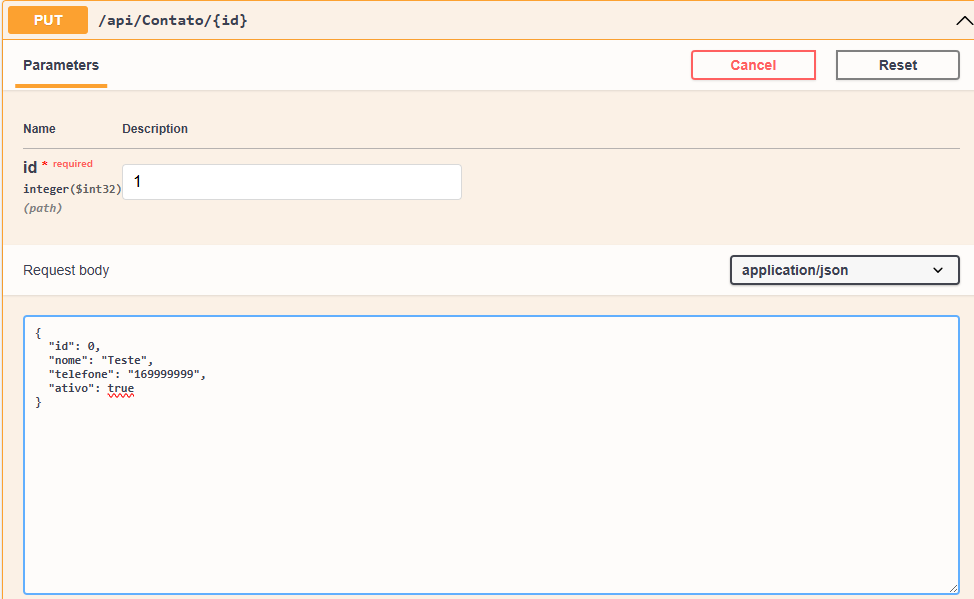 PUT /api/Contato/{id}
Parameters Cancel Reset
Name Description
id * required
integer($int32) 1
(path)
Request body application/json
{
  "id": 0,
  "nome": "Teste",
  "telefone": "169999999",
  "ativo": true
}